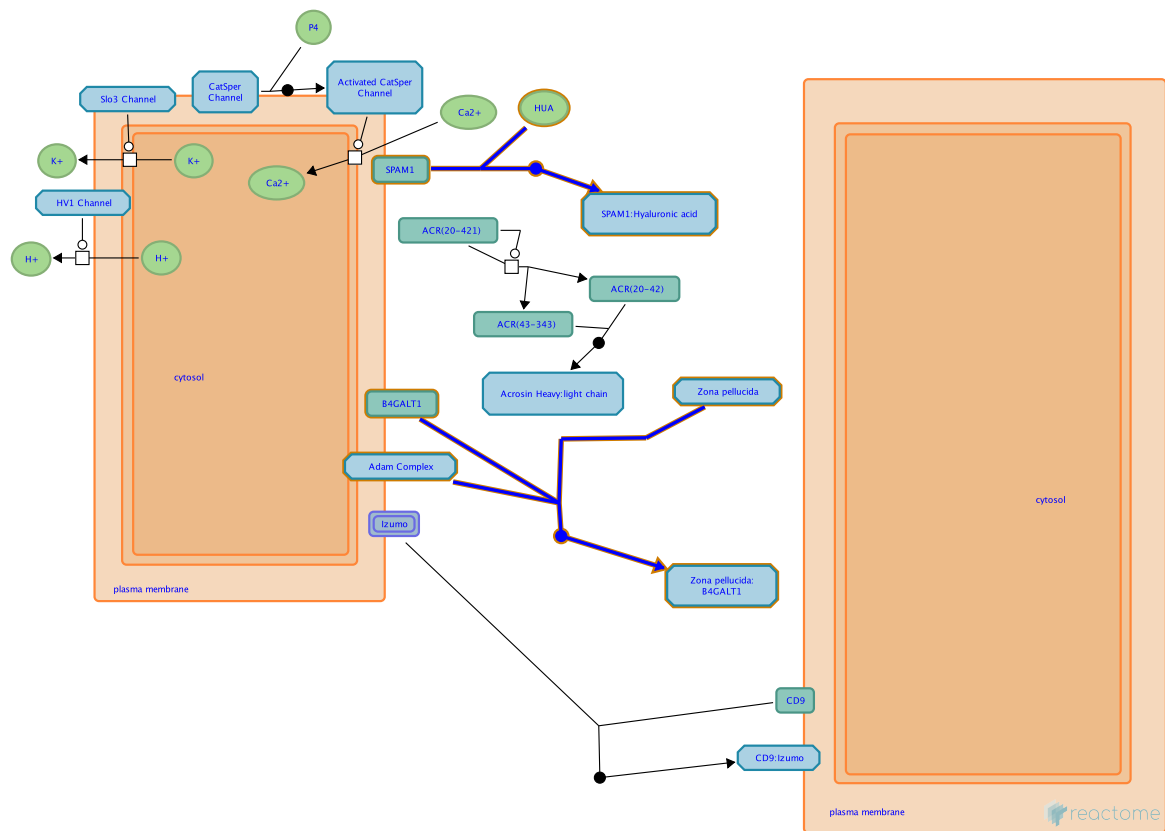 P4
CatSper
Channel
Activated CatSper
Channel
Slo3 Channel
Ca2+
HUA
K+
K+
SPAM1
Ca2+
HV1 Channel
SPAM1:Hyaluronic acid
ACR(20-421)
H+
H+
ACR(20-42)
ACR(43-343)
cytosol
Acrosin Heavy:light chain
Zona pellucida
B4GALT1
Adam Complex
cytosol
Izumo
Zona pellucida:
B4GALT1
plasma membrane
CD9
CD9:Izumo
plasma membrane
reactome